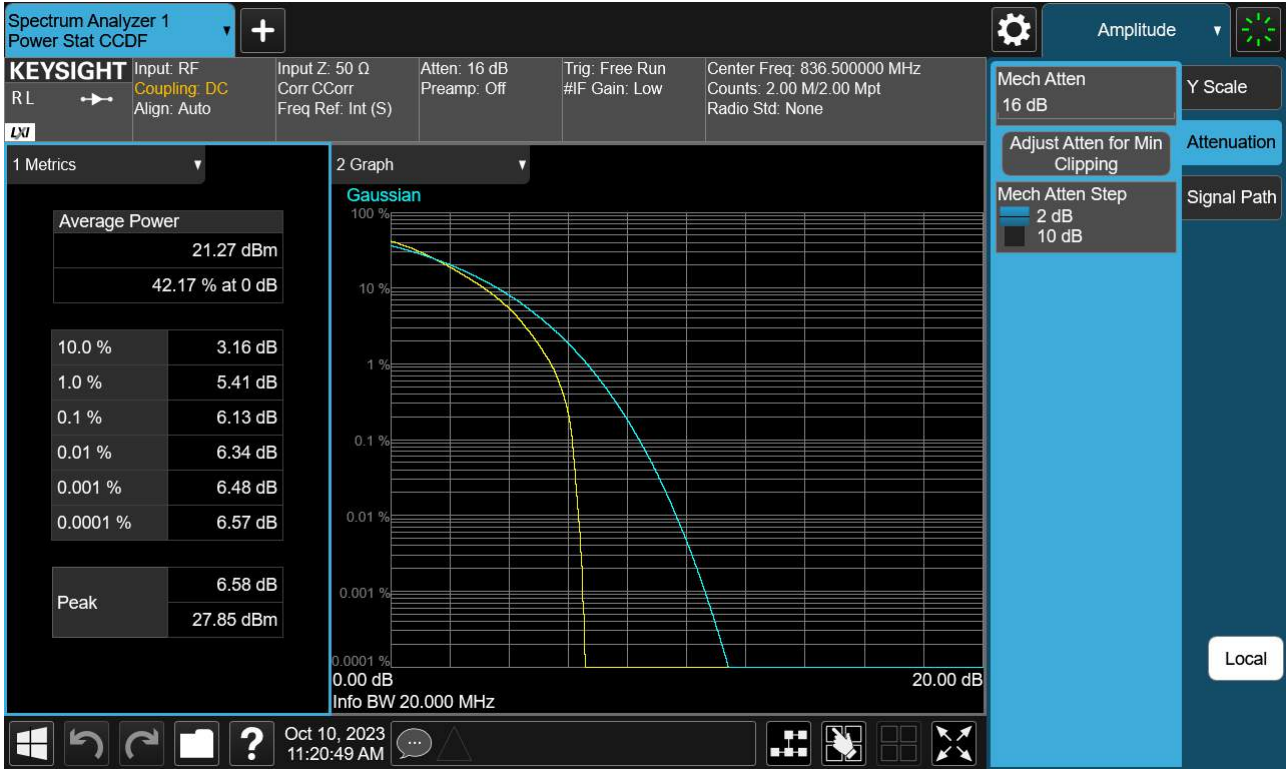 Spectrum Analyzer 1
Power Stat CCDF
Amplitude
KEYSIGHT
RL
LXI
Input: RF
Coupling: DC
Align: Auto
Input Z: 50 Ω
Corr CCorr
Freq Ref: Int (S)
Atten: 16 dB
Preamp: Off
Trig: Free Run
#IF Gain: Low
Center Freq: 836.500000 MHz
Counts: 2.00 M/2.00 Mpt
Radio Std: None
1 Metrics
Average Power
21.27 dBm
42.17 % at 0 dB
10.0 % 3.16 dB
1.0 % 5.41 dB
0.1 % 6.13 dB
0.01 % 6.34 dB
0.001 % 6.48 dB
0.0001 % 6.57 dB
Peak
6.58 dB
27.85 dBm
2 Graph
Gaussian
100 %
10 %
1 %
0.1 %
0.01 %
0.001 %
0.0001 %
0.00 dB 20.00 dB
Info BW 20.000 MHz
Mech Atten
16 dB
Adjust Atten for Min
Clipping
Mech Atten Step
2 dB
10 dB
Y Scale
Attenuation
Signal Path
Local
?
Oct 10, 2023
11:20:49 AM